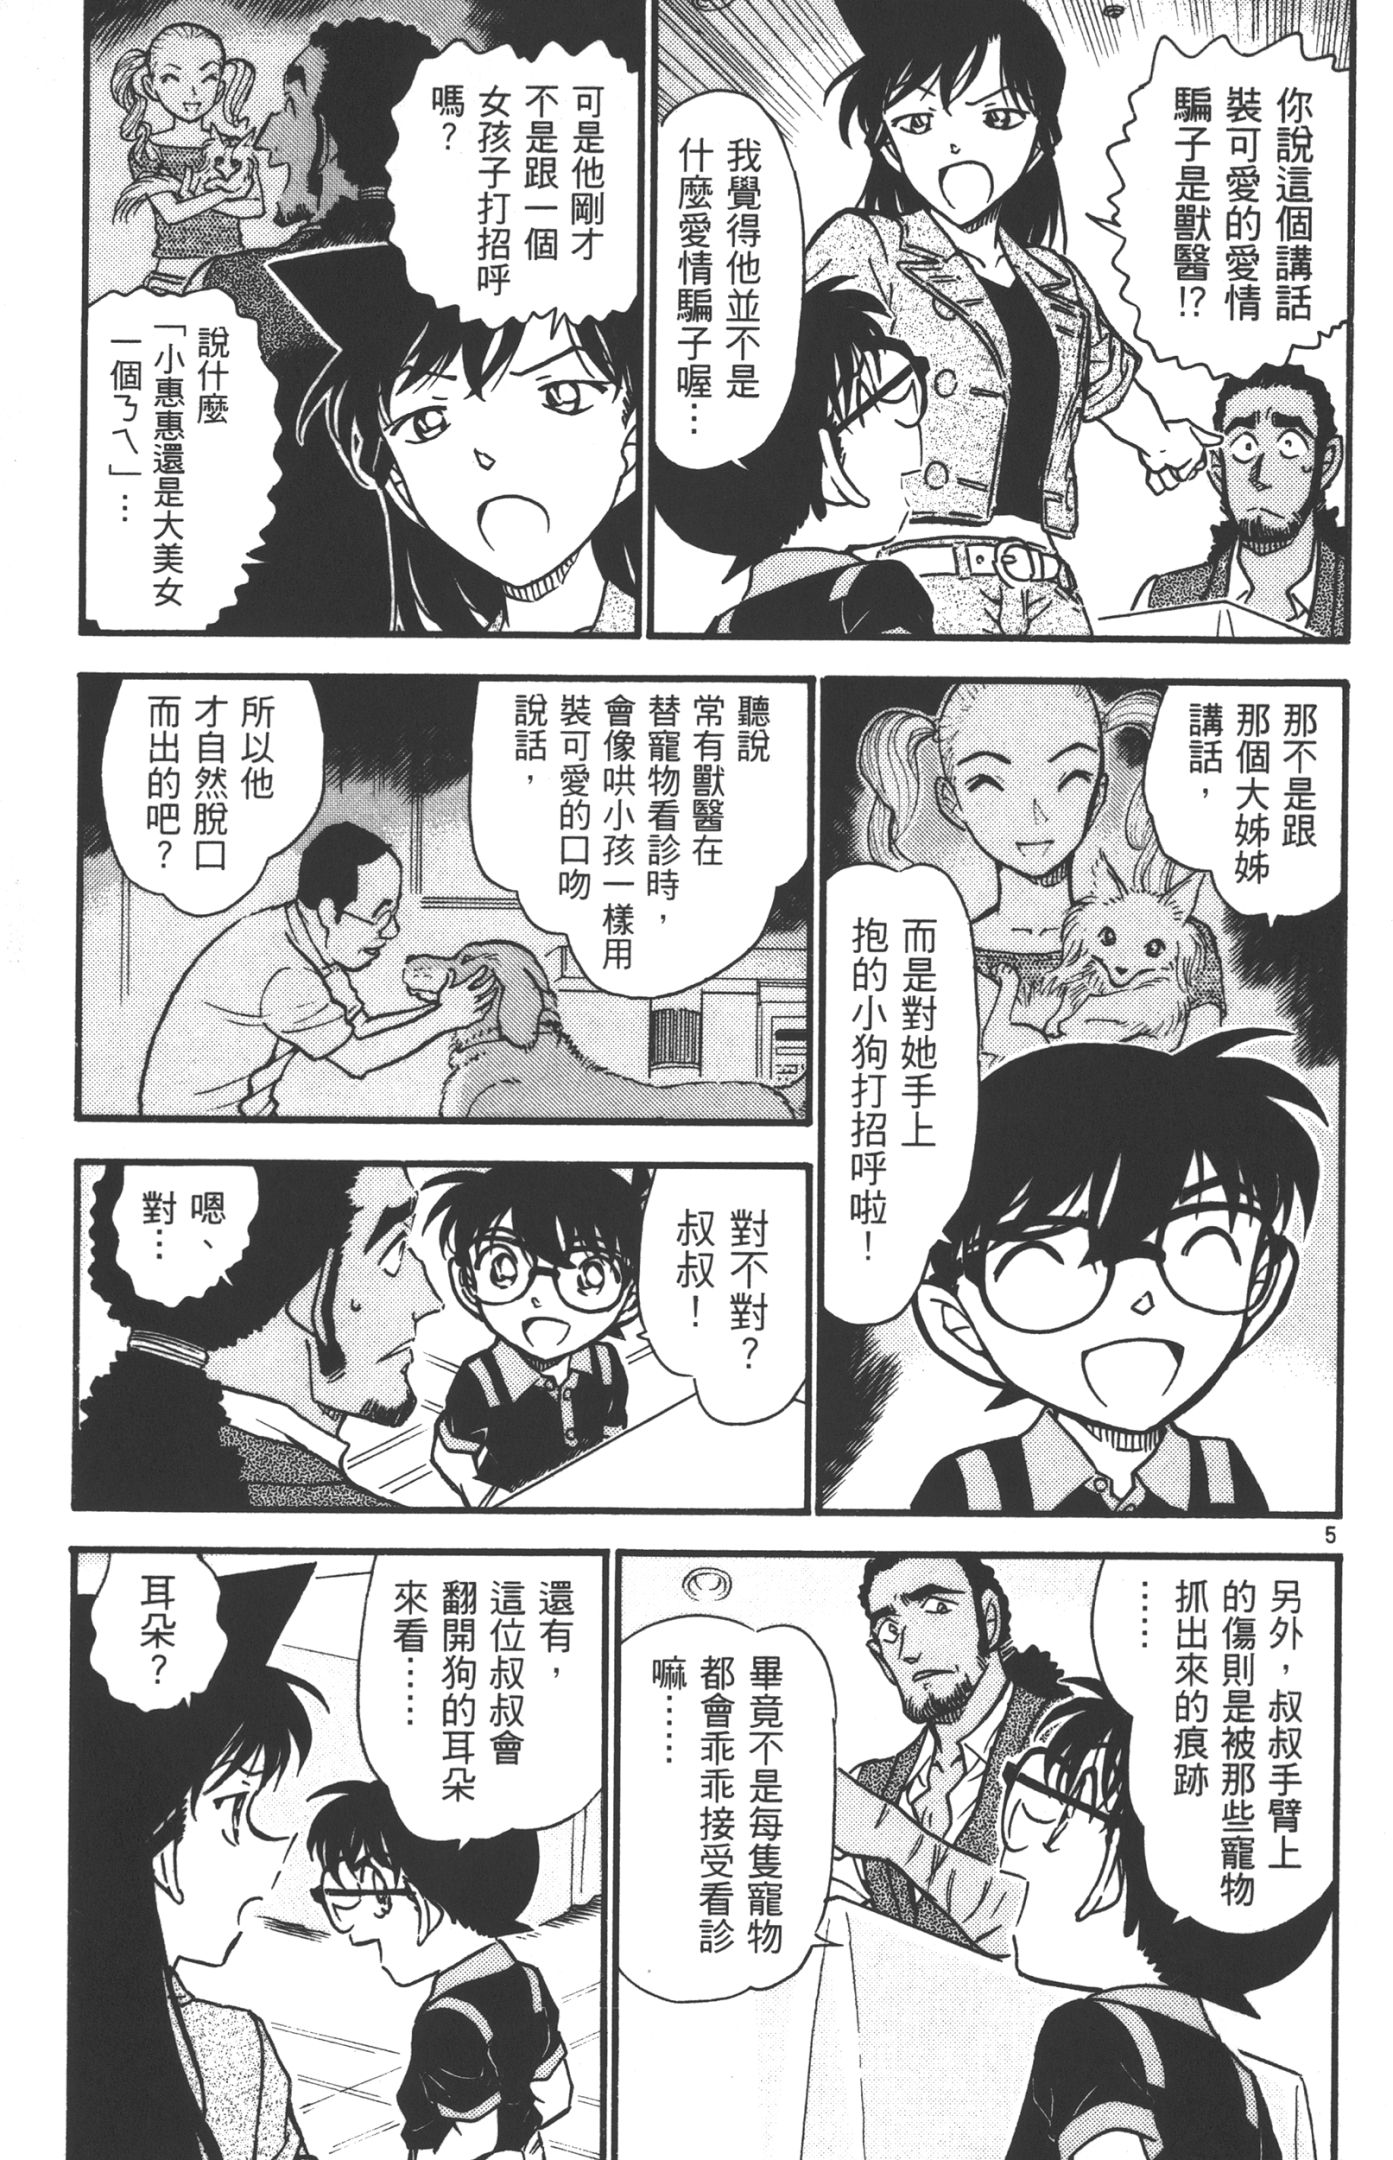 你說這個講話
裝可愛的愛情
騙子是獸醫!?
我覺得他並不是
什麼愛情騙子喔…
可是他剛才
不是跟一個
女孩子打招呼
嗎？
說什麼
「小惠惠還是大美女
一個ㄋㄟ」…
那不是跟
那個大姊姊
講話，
而是對她手上
抱的小狗打招呼啦！
聽說
常有獸醫在
替寵物看診時，
會像哄小孩一樣用
裝可愛的口吻
說話，
所以他
才自然脫口
而出的吧？
對不對？
叔叔！
嗯、
對…
5
另外，叔叔手臂上
的傷則是被那些寵物
抓出來的痕跡
……
畢竟不是每隻寵物
都會乖乖接受看診
嘛……
還有，
這位叔叔會
翻開狗的耳朵
來看……
耳朵？